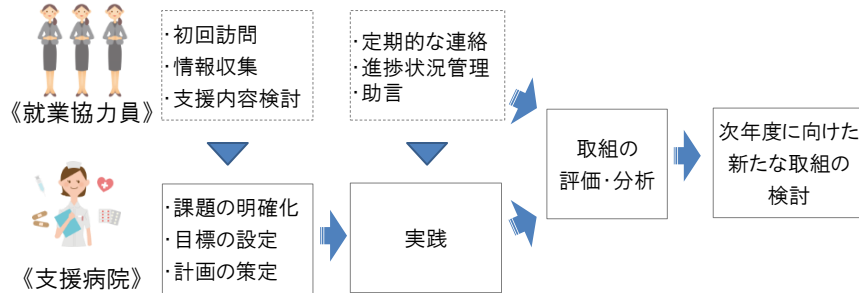 《就業協力員》
・初回訪問
・情報収集
・支援内容検討
・定期的な連絡
・進捗状況管理
・助言
《支援病院》
・課題の明確化
・目標の設定
・計画の策定
実践
取組の
評価・分析
次年度に向けた
新たな取組の
検討